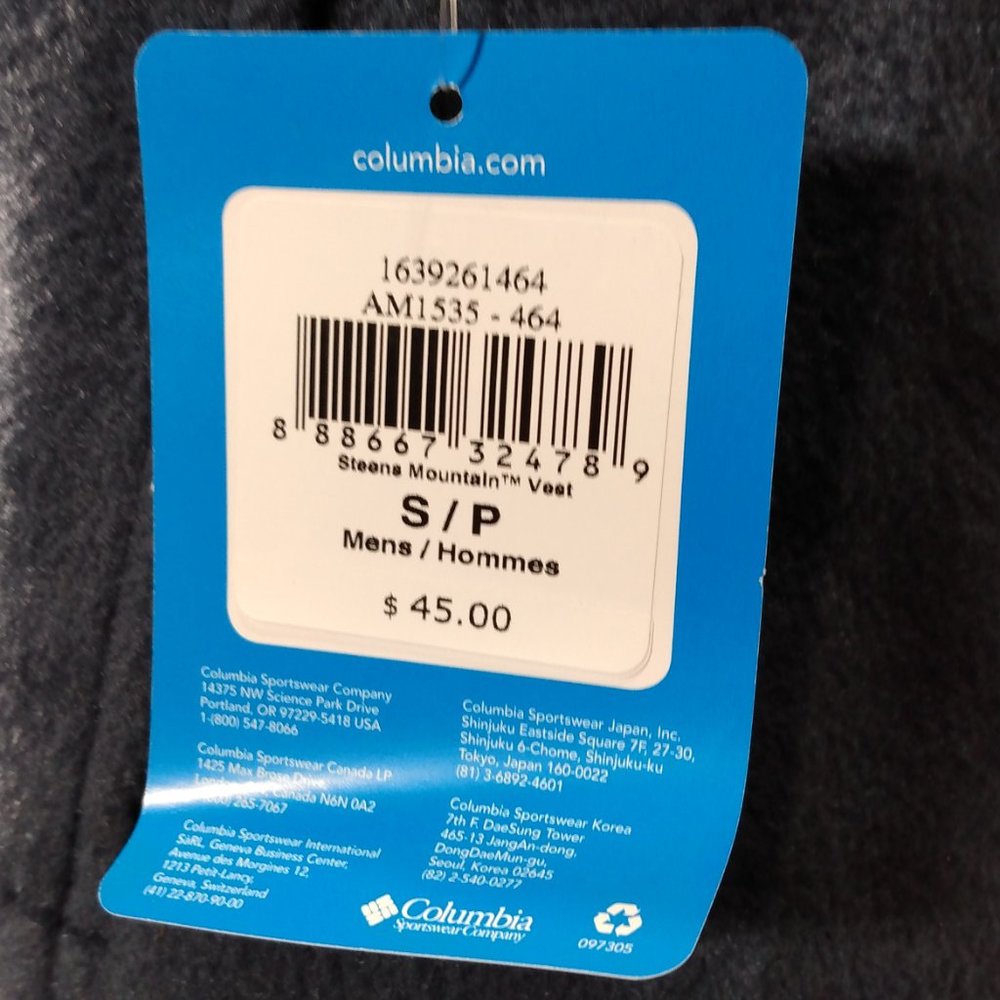 columbia.com
1639261464
AM1535 - 464
8 88667 32478 9
Steens Mountain™ Vest
S / P
Mens / Hommes
$ 45.00
Columbia Sportswear Company
14375 NW Science Park Drive
Portland, OR 97229-5418 USA
1-(800) 547-8066
Columbia Sportswear Canada LP
1425 Max Brose Drive
Canada N6N 0A2
265-7067
Columbia Sportswear International
SàRL, Geneva Business Center,
Avenue des Morgines 12,
1213 Petit-Lancy,
Geneva, Switzerland
(41) 22-870-90-00
Columbia Sportswear Japan, Inc.
Shinjuku Eastside Square 7F, 27-30,
Shinjuku 6-Chome, Shinjuku-ku
Tokyo, Japan 160-0022
(81) 3-6892-4601
Columbia Sportswear Korea
7th F. DaeSung Tower
465-13 JangAn-dong,
DongDaeMun-gu,
Seoul, Korea 02645
(82) 2-540-0277
Columbia
Sportswear Company
097305